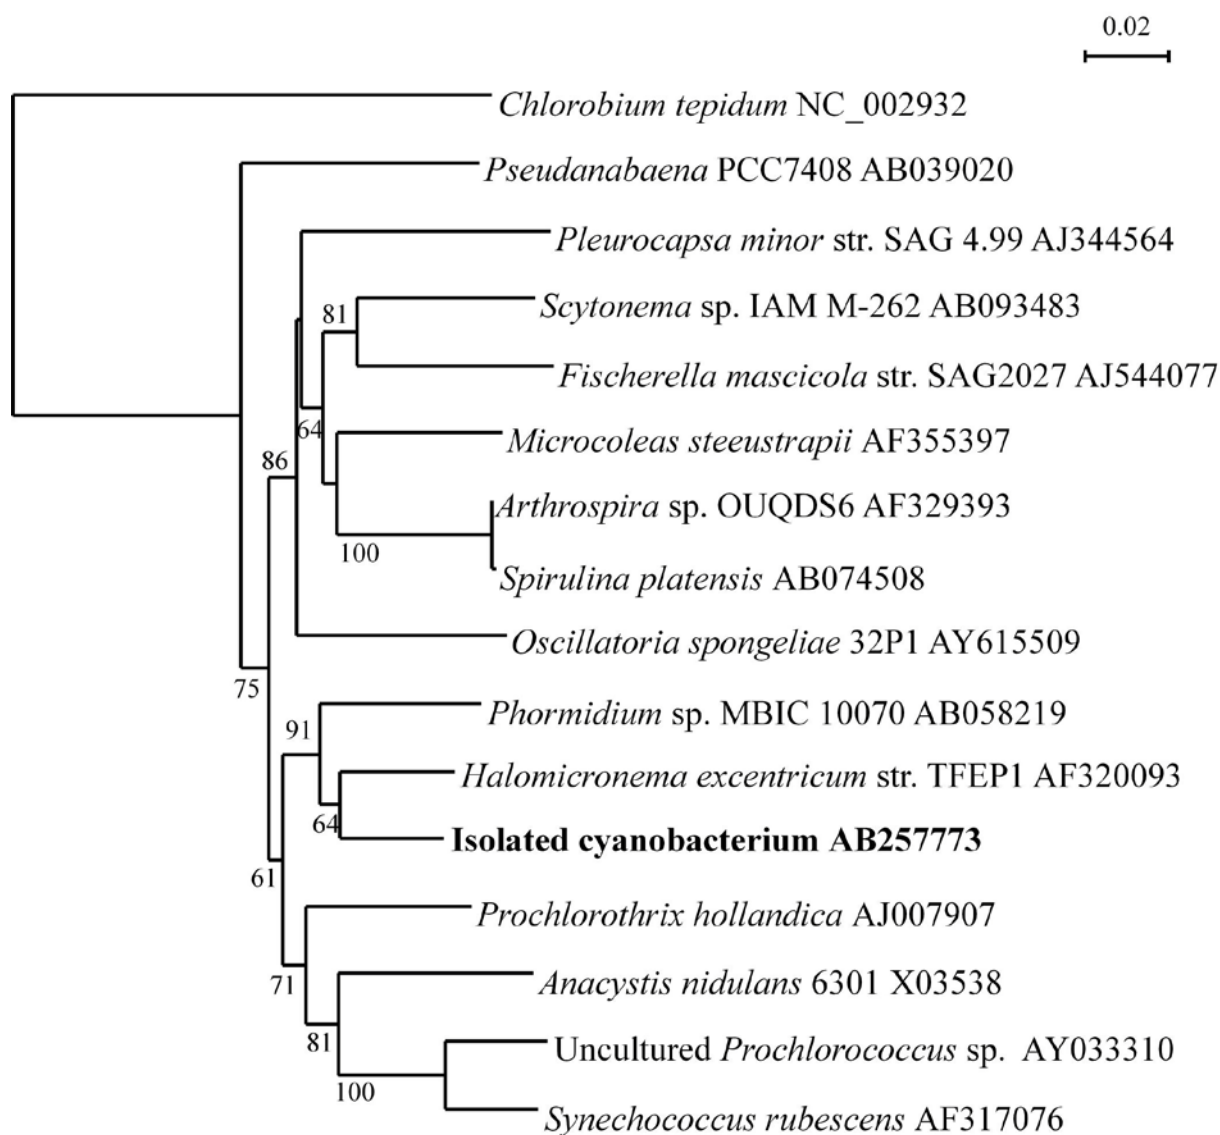 0.02
Chlorobium tepidum NC_002932
Pseudanabaena PCC7408 AB039020
Pleurocapsa minor str. SAG 4.99 AJ344564
81
Scytonema sp. IAM M-262 AB093483
Fischerella mascicola str. SAG2027 AJ544077
64
Microcoleas steeustrapii AF355397
86
Arthrospira sp. OUQDS6 AF329393
100
Spirulina platensis AB074508
Oscillatoria spongeliae 32P1 AY615509
75
Phormidium sp. MBIC 10070 AB058219
91
Halomicronema excentricum str. TFEP1 AF320093
64
Isolated cyanobacterium AB257773
61
Prochlorothrix hollandica AJ007907
71
Anacystis nidulans 6301 X03538
81
Uncultured Prochlorococcus sp. AY033310
100
Synechococcus rubescens AF317076